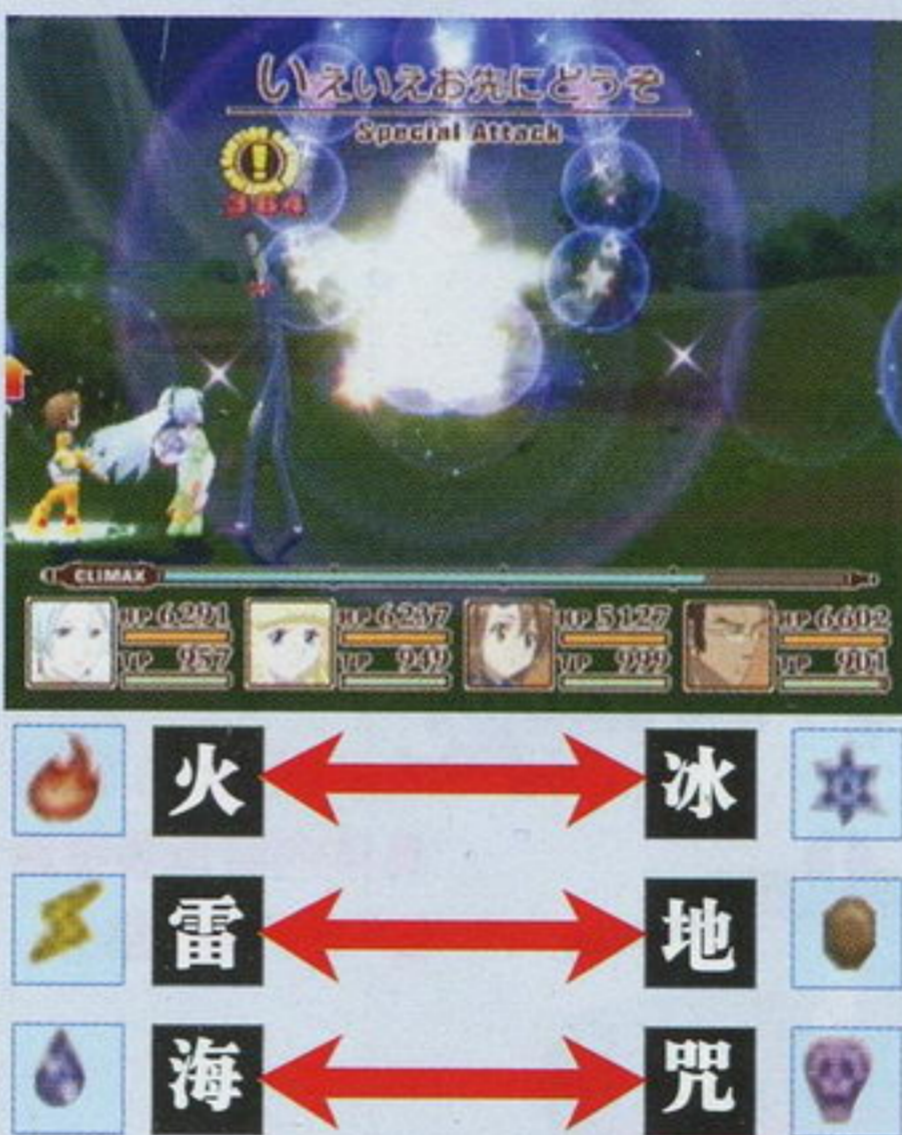 いえいえお先にどうぞ
Special Attack
384
CLIMAX
HP 6291 HP 6237 HP 5127 HP 6602
TP 957 TP 949 TP 999 TP 901
火 冰
雷 地
海 咒